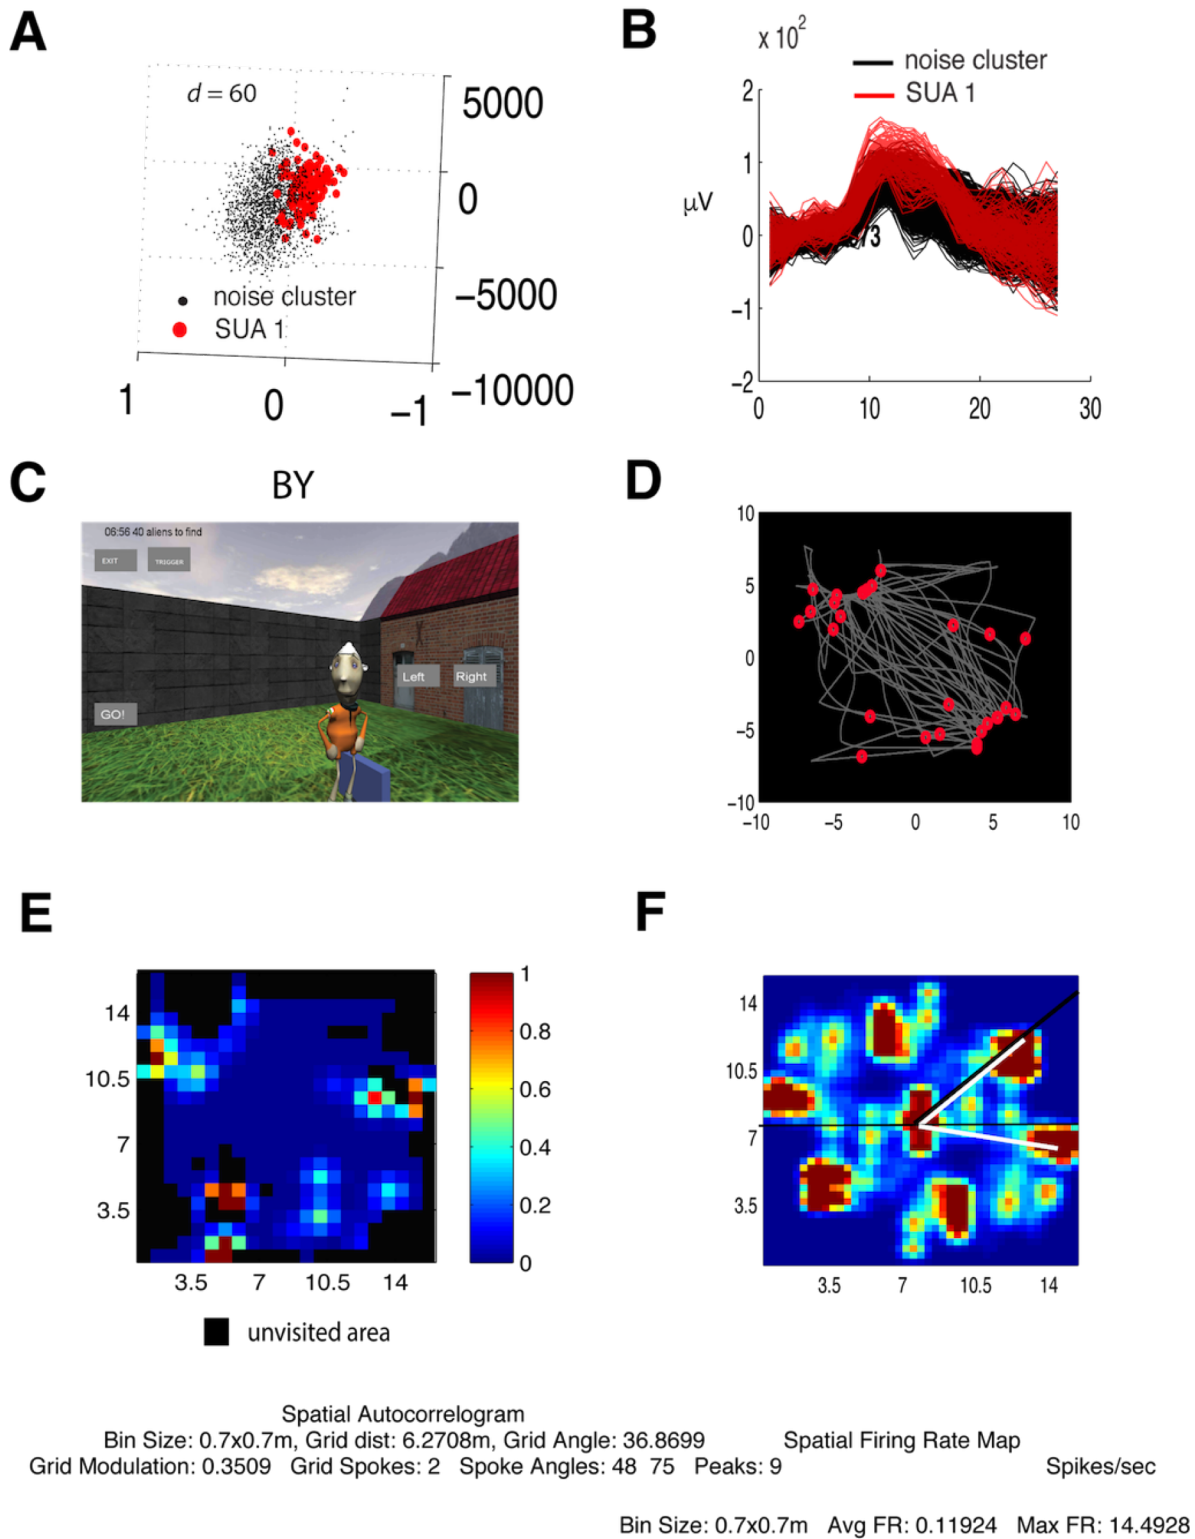 A
d = 60
5000
0
−5000
−10000
1
0
−1
noise cluster
SUA 1
B
x 10²
noise cluster
SUA 1
2
1
μV
0
−1
−2
0
10
20
30
73
C
BY
06:56 40 aliens to find
EXIT
TRIGGER
Left
Right
GO!
D
10
5
0
−5
−10
−10
−5
0
5
10
E
14
10.5
7
3.5
3.5
7
10.5
14
1
0.8
0.6
0.4
0.2
0
unvisited area
F
14
10.5
7
3.5
3.5
7
10.5
14
Spatial Autocorrelogram
Bin Size: 0.7x0.7m, Grid dist: 6.2708m, Grid Angle: 36.8699
Spatial Firing Rate Map
Grid Modulation: 0.3509 Grid Spokes: 2 Spoke Angles: 48 75 Peaks: 9
Spikes/sec
Bin Size: 0.7x0.7m Avg FR: 0.11924 Max FR: 14.4928